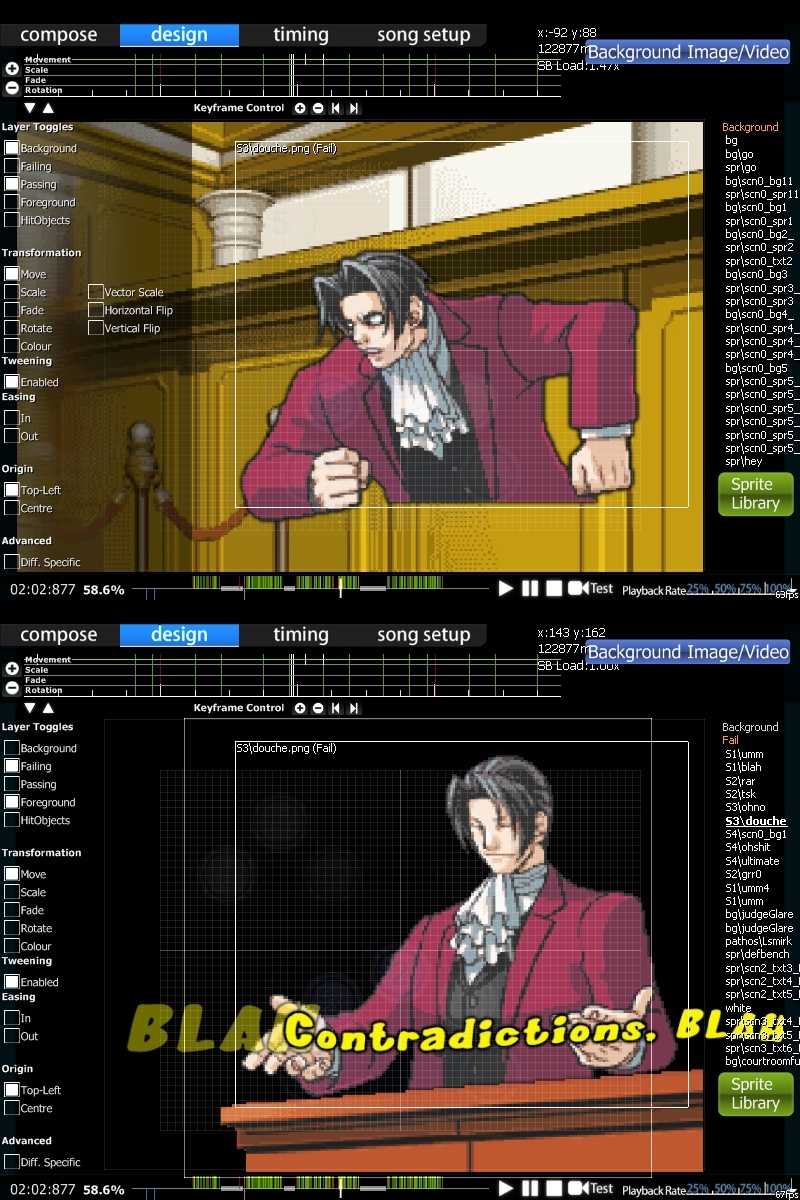 compose design timing song setup
x:-92 y:88
122877m
Background Image/Video
SB Load:1.47x
Movement
Scale
Fade
Rotation
Keyframe Control
Layer Toggles
Background
Failing
Passing
Foreground
HitObjects
Transformation
Move
Scale Vector Scale
Fade Horizontal Flip
Rotate Vertical Flip
Colour
Tweening
Enabled
Easing
In
Out
Origin
Top-Left
Centre
Advanced
Diff. Specific
S3\douche.png (Fail)
Background
bg
bg\go
spr\go
bg\scn0_bg11
spr\scn0_spr11
bg\scn0_bg1
spr\scn0_spr1
bg\scn0_bg2_
spr\scn0_spr2
spr\scn0_txt2
bg\scn0_bg3
spr\scn0_spr3_
spr\scn0_spr3
bg\scn0_bg4_
spr\scn0_spr4_
spr\scn0_spr4_
spr\scn0_spr4_
bg\scn0_bg5
spr\scn0_spr5_
spr\scn0_spr5_
spr\scn0_spr5_
spr\scn0_spr5_
spr\scn0_spr5_
spr\scn0_spr5_
spr\hey
Sprite
Library
02:02:877 58.6% Test Playback Rate 25% 50% 75% 100%
69fps
compose design timing song setup
x:143 y:162
122877m
Background Image/Video
SB Load:1.00x
Movement
Scale
Fade
Rotation
Keyframe Control
Layer Toggles
Background
Failing
Passing
Foreground
HitObjects
Transformation
Move
Scale
Fade
Rotate
Colour
Tweening
Enabled
Easing
In
Out
Origin
Top-Left
Centre
Advanced
Diff. Specific
S3\douche.png (Fail)
BLAH Contradictions. BLAH
Background
Fail
S1\umm
S1\blah
S2\rar
S2\tsk
S3\ohno
S3\douche
S4\scn0_bg1
S4\ohshit
S4\ultimate
S2\grr0
S1\umm4
S1\umm
bg\judgeGlare
bg\judgeGlare
pathos\Lsmirk
spr\defbench
spr\scn2_txt3_
spr\scn2_txt4_
spr\scn2_txt5_
white
spr\scn3_txt4_
spr\scn3_txt5_
spr\scn3_txt6_
bg\courtroomfu
Sprite
Library
02:02:877 58.6% Test Playback Rate 25% 50% 75% 100%
67fps